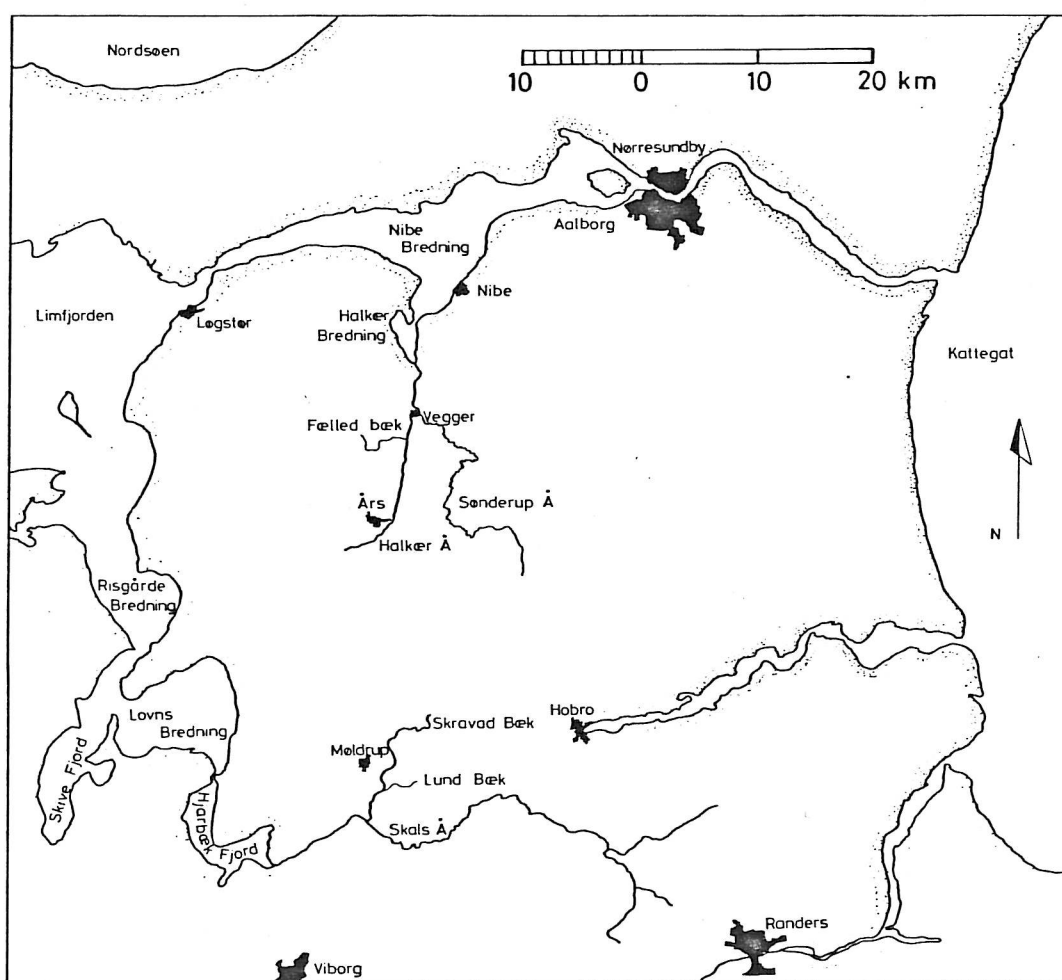 Nordsøen
10 0 10 20 km
Nørresundby
Nibe
Bredning
Aalborg
Nibe
Limfjorden
Løgstør
Halkær
Bredning
Kattegat
Vegger
Fælled bæk
Års
Sønderup Å
Halkær Å
N
Risgårde
Bredning
Lovns
Bredning
Skive Fjord
Hjarbæk
Fjord
Skravad Bæk
Hobro
Møldrup
Lund Bæk
Skals Å
Randers
Viborg